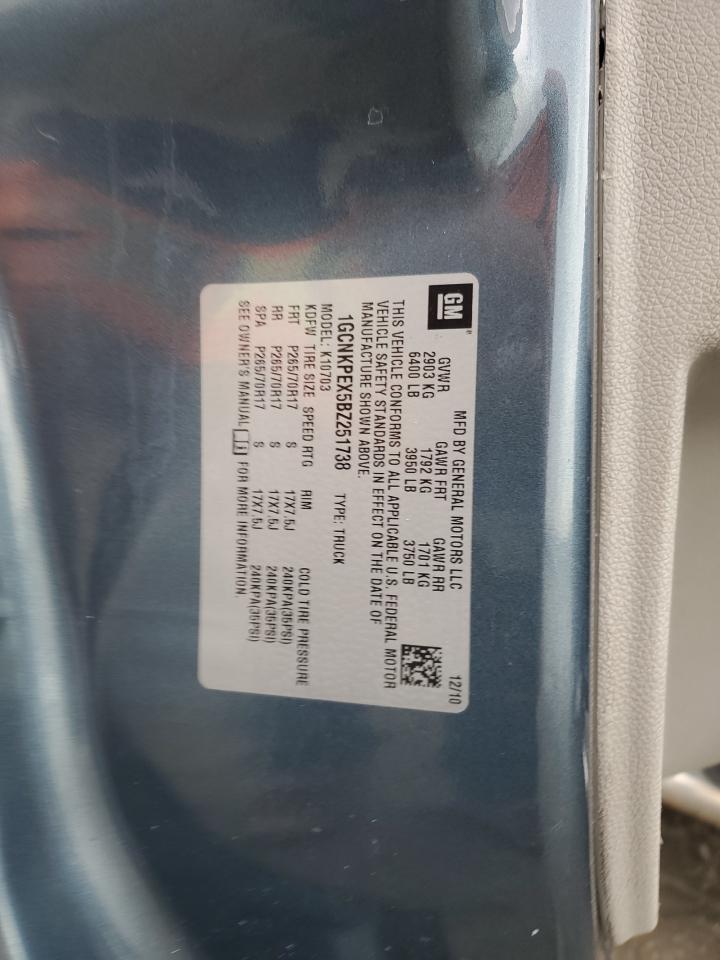 GM
MFD BY GENERAL MOTORS LLC 12/10
GVWR GAWR FRT GAWR RR
2903 KG 1792 KG 1701 KG
6400 LB 3950 LB 3750 LB
THIS VEHICLE CONFORMS TO ALL APPLICABLE U.S. FEDERAL MOTOR
VEHICLE SAFETY STANDARDS IN EFFECT ON THE DATE OF
MANUFACTURE SHOWN ABOVE.
1GCNKPEX5BZ251738 TYPE: TRUCK
MODEL: K10703
KDFW TIRE SIZE SPEED RTG RIM COLD TIRE PRESSURE
FRT P265/70R17 S 17X7.5J 240KPA(35PSI)
RR P265/70R17 S 17X7.5J 240KPA(35PSI)
SPA P265/70R17 S 17X7.5J 240KPA(35PSI)
SEE OWNER'S MANUAL i FOR MORE INFORMATION.